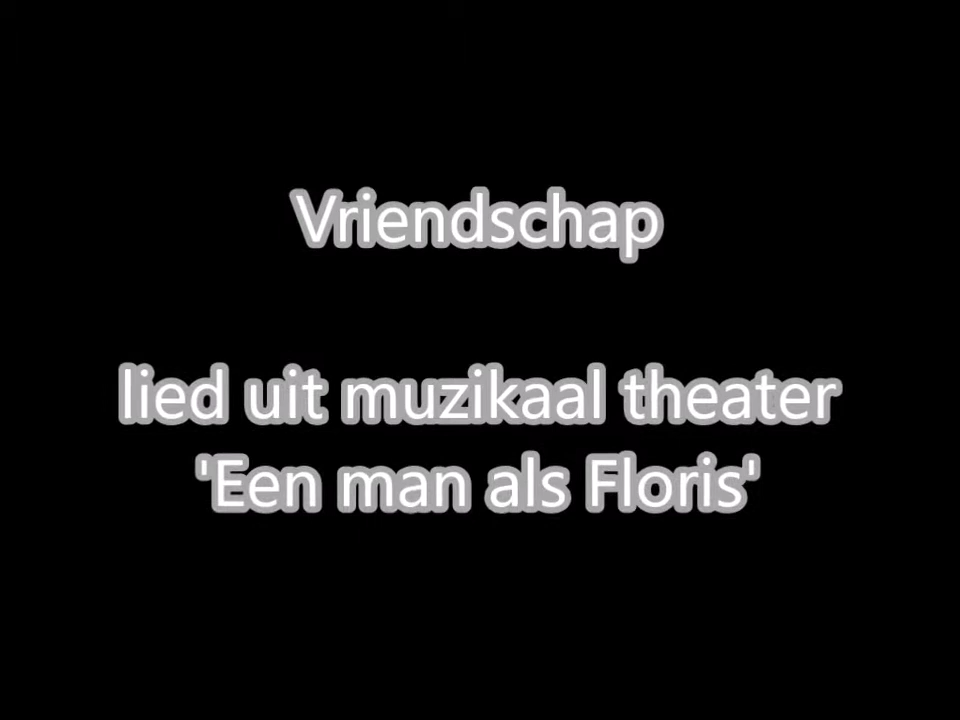 Vriendschap
lied uit muzikaal theater
'Een man als Floris'